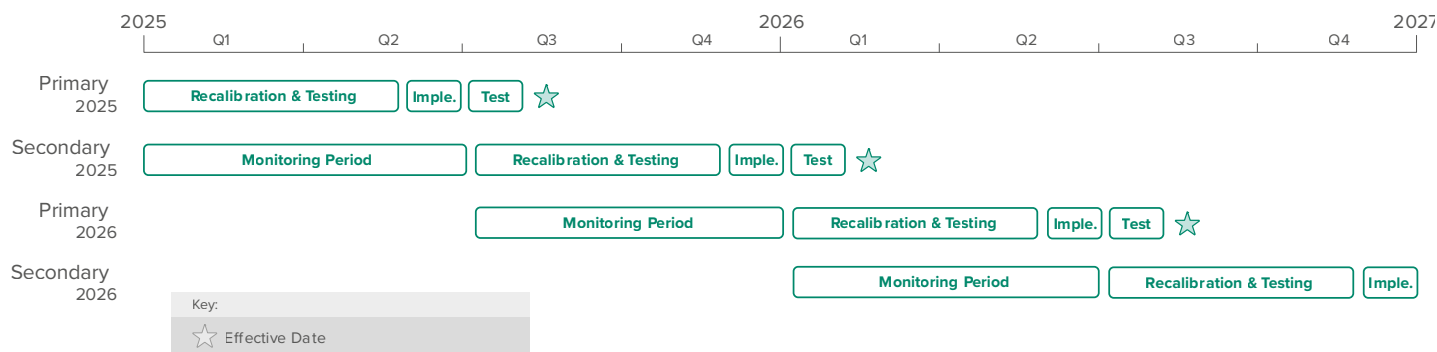 2025 2026 2027
Q1 Q2 Q3 Q4 Q1 Q2 Q3 Q4
Primary
2025
Recalibration & Testing Imple. Test
Secondary
2025
Monitoring Period Recalibration & Testing Imple. Test
Primary
2026
Monitoring Period Recalibration & Testing Imple. Test
Secondary
2026
Monitoring Period Recalibration & Testing Imple.
Key:
Effective Date